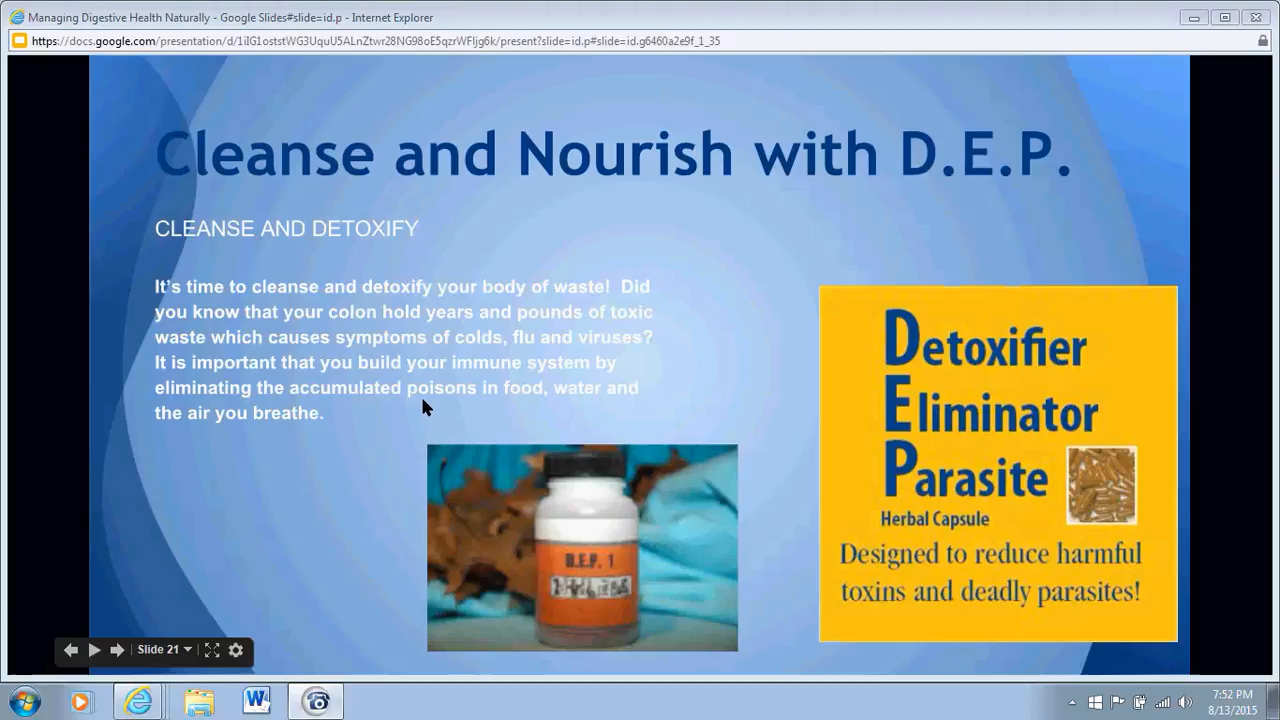 Managing Digestive Health Naturally - Google Slides#slide=id.p - Internet Explorer
https://docs.google.com/presentation/d/1iIG1oststWG3UquU5ALnZtwr28NG98oE5qzrWFIjg6k/present?slide=id.p#slide=id.g6460a2e9f_1_35
Cleanse and Nourish with D.E.P.
CLEANSE AND DETOXIFY
It's time to cleanse and detoxify your body of waste!  Did
you know that your colon hold years and pounds of toxic
waste which causes symptoms of colds, flu and viruses?
It is important that you build your immune system by
eliminating the accumulated poisons in food, water and
the air you breathe.
D.E.P. 1
Detoxifier
Eliminator
Parasite
Herbal Capsule
Designed to reduce harmful
toxins and deadly parasites!
Slide 21
7:52 PM
8/13/2015